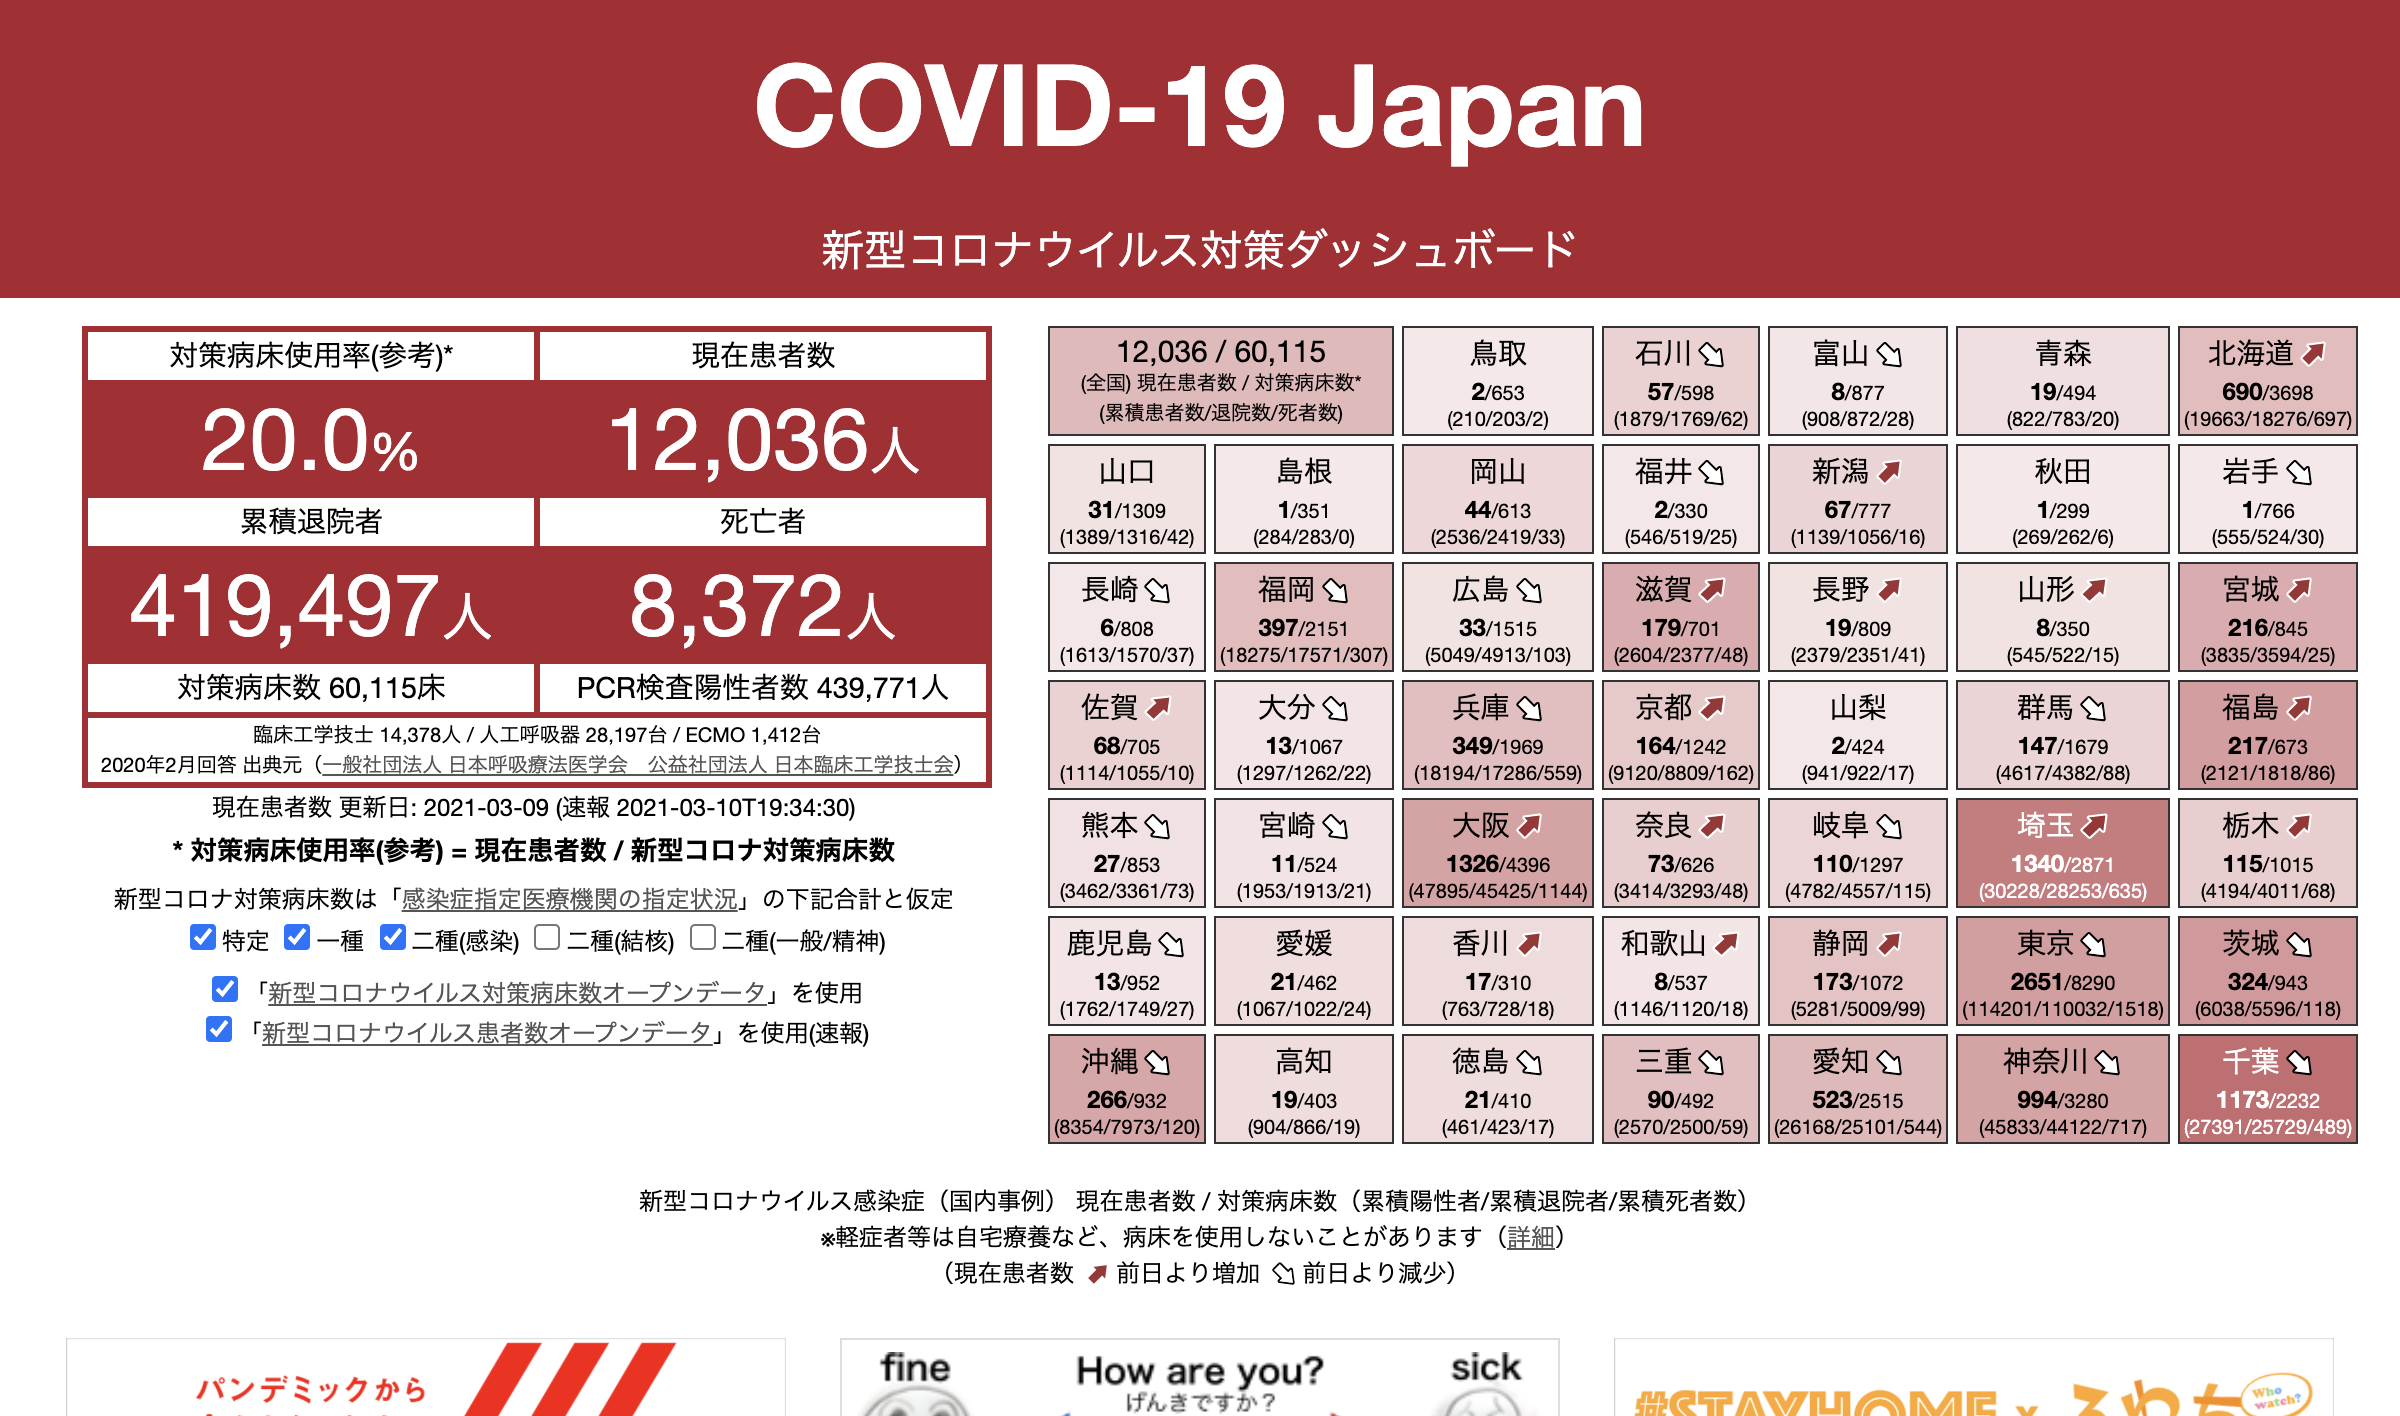 COVID-19 Japan
新型コロナウイルス対策ダッシュボード
対策病床使用率(参考)*
現在患者数
20.0%
12,036人
累積退院者
死亡者
419,497人
8,372人
対策病床数 60,115床
PCR検査陽性者数 439,771人
臨床工学技士 14,378人 / 人工呼吸器 28,197台 / ECMO 1,412台
2020年2月回答 出典元（一般社団法人 日本呼吸療法医学会　公益社団法人 日本臨床工学技士会）
現在患者数 更新日: 2021-03-09 (速報 2021-03-10T19:34:30)
* 対策病床使用率(参考) = 現在患者数 / 新型コロナ対策病床数
新型コロナ対策病床数は「感染症指定医療機関の指定状況」の下記合計と仮定
特定 一種 二種(感染) 二種(結核) 二種(一般/精神)
「新型コロナウイルス対策病床数オープンデータ」を使用
「新型コロナウイルス患者数オープンデータ」を使用(速報)
12,036 / 60,115
(全国) 現在患者数 / 対策病床数*
(累積患者数/退院数/死者数)
鳥取
2/653
(210/203/2)
石川
57/598
(1879/1769/62)
富山
8/877
(908/872/28)
青森
19/494
(822/783/20)
北海道
690/3698
(19663/18276/697)
山口
31/1309
(1389/1316/42)
島根
1/351
(284/283/0)
岡山
44/613
(2536/2419/33)
福井
2/330
(546/519/25)
新潟
67/777
(1139/1056/16)
秋田
1/299
(269/262/6)
岩手
1/766
(555/524/30)
長崎
6/808
(1613/1570/37)
福岡
397/2151
(18275/17571/307)
広島
33/1515
(5049/4913/103)
滋賀
179/701
(2604/2377/48)
長野
19/809
(2379/2351/41)
山形
8/350
(545/522/15)
宮城
216/845
(3835/3594/25)
佐賀
68/705
(1114/1055/10)
大分
13/1067
(1297/1262/22)
兵庫
349/1969
(18194/17286/559)
京都
164/1242
(9120/8809/162)
山梨
2/424
(941/922/17)
群馬
147/1679
(4617/4382/88)
福島
217/673
(2121/1818/86)
熊本
27/853
(3462/3361/73)
宮崎
11/524
(1953/1913/21)
大阪
1326/4396
(47895/45425/1144)
奈良
73/626
(3414/3293/48)
岐阜
110/1297
(4782/4557/115)
埼玉
1340/2871
(30228/28253/635)
栃木
115/1015
(4194/4011/68)
鹿児島
13/952
(1762/1749/27)
愛媛
21/462
(1067/1022/24)
香川
17/310
(763/728/18)
和歌山
8/537
(1146/1120/18)
静岡
173/1072
(5281/5009/99)
東京
2651/8290
(114201/110032/1518)
茨城
324/943
(6038/5596/118)
沖縄
266/932
(8354/7973/120)
高知
19/403
(904/866/19)
徳島
21/410
(461/423/17)
三重
90/492
(2570/2500/59)
愛知
523/2515
(26168/25101/544)
神奈川
994/3280
(45833/44122/717)
千葉
1173/2232
(27391/25729/489)
新型コロナウイルス感染症（国内事例） 現在患者数 / 対策病床数（累積陽性者/累積退院者/累積死者数）
※軽症者等は自宅療養など、病床を使用しないことがあります（詳細）
（現在患者数 前日より増加 前日より減少）
パンデミックから
fine
How are you?
sick
げんきですか？
#STAYHOME x ふわっち
Who watch?